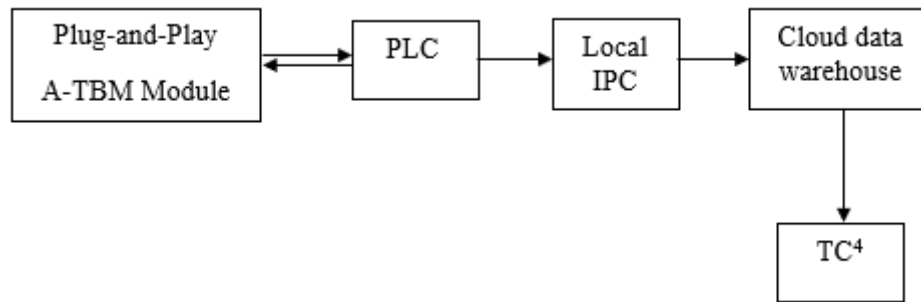 Plug-and-Play
A-TBM Module
PLC
Local
IPC
Cloud data
warehouse
TC⁴